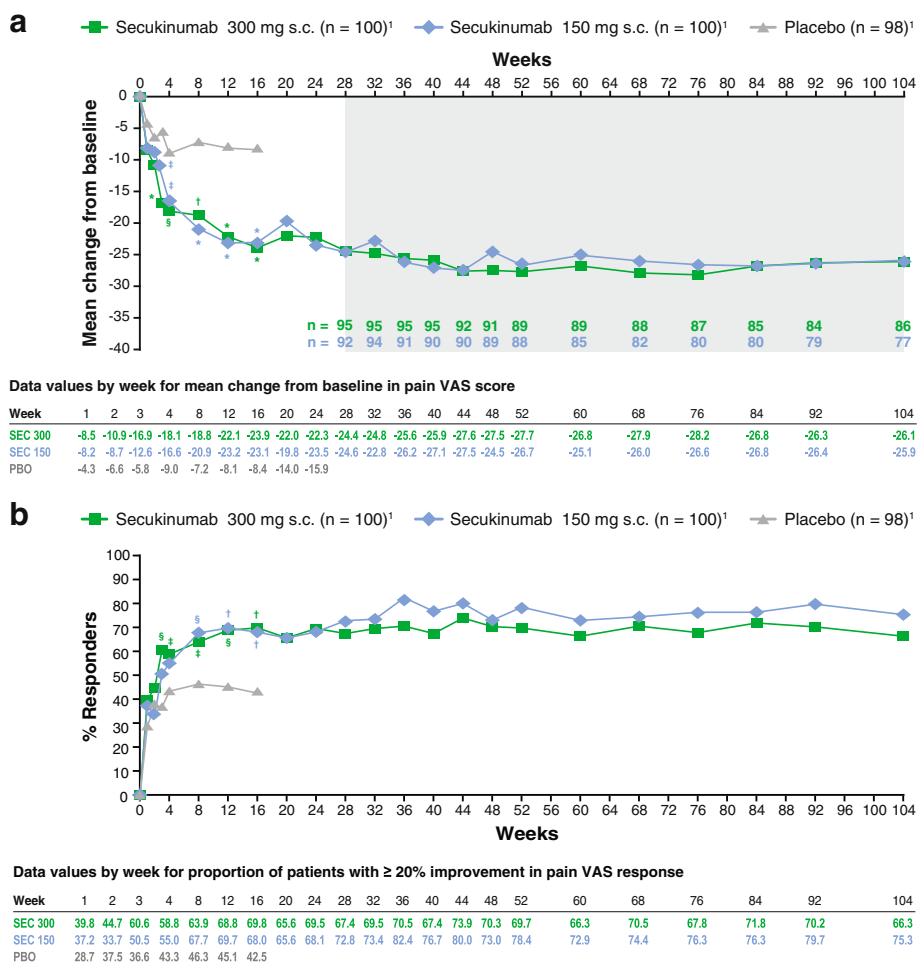 a
Secukinumab 300 mg s.c. (n = 100)¹ Secukinumab 150 mg s.c. (n = 100)¹ Placebo (n = 98)¹
Weeks
0 4 8 12 16 20 24 28 32 36 40 44 48 52 56 60 64 68 72 76 80 84 88 92 96 100 104
Mean change from baseline
0
-5
-10
-15
-20
-25
-30
-35
-40
‡
‡
* † *
§ * * * *
n = 95 95 95 95 92 91 89 89 88 87 85 84 86
n = 92 94 91 90 90 89 88 85 82 80 80 79 77
Data values by week for mean change from baseline in pain VAS score
Week 1 2 3 4 8 12 16 20 24 28 32 36 40 44 48 52 60 68 76 84 92 104
SEC 300 -8.5 -10.9 -16.9 -18.1 -18.8 -22.1 -23.9 -22.0 -22.3 -24.4 -24.8 -25.6 -25.9 -27.6 -27.5 -27.7 -26.8 -27.9 -28.2 -26.8 -26.3 -26.1
SEC 150 -8.2 -8.7 -12.6 -16.6 -20.9 -23.2 -23.1 -19.8 -23.5 -24.6 -22.8 -26.2 -27.1 -27.5 -24.5 -26.7 -25.1 -26.0 -26.6 -26.8 -26.4 -25.9
PBO -4.3 -6.6 -5.8 -9.0 -7.2 -8.1 -8.4 -14.0 -15.9
b
Secukinumab 300 mg s.c. (n = 100)¹ Secukinumab 150 mg s.c. (n = 100)¹ Placebo (n = 98)¹
% Responders
100
90
80
70
60
50
40
30
20
10
0
§ ‡ § † †
‡ § †
0 4 8 12 16 20 24 28 32 36 40 44 48 52 56 60 64 68 72 76 80 84 88 92 96 100 104
Weeks
Data values by week for proportion of patients with ≥ 20% improvement in pain VAS response
Week 1 2 3 4 8 12 16 20 24 28 32 36 40 44 48 52 60 68 76 84 92 104
SEC 300 39.8 44.7 60.6 58.8 63.9 68.8 69.8 65.6 69.5 67.4 69.5 70.5 67.4 73.9 70.3 69.7 66.3 70.5 67.8 71.8 70.2 66.3
SEC 150 37.2 33.7 50.5 55.0 67.7 69.7 68.0 65.6 68.1 72.8 73.4 82.4 76.7 80.0 73.0 78.4 72.9 74.4 76.3 76.3 79.7 75.3
PBO 28.7 37.5 36.6 43.3 46.3 45.1 42.5